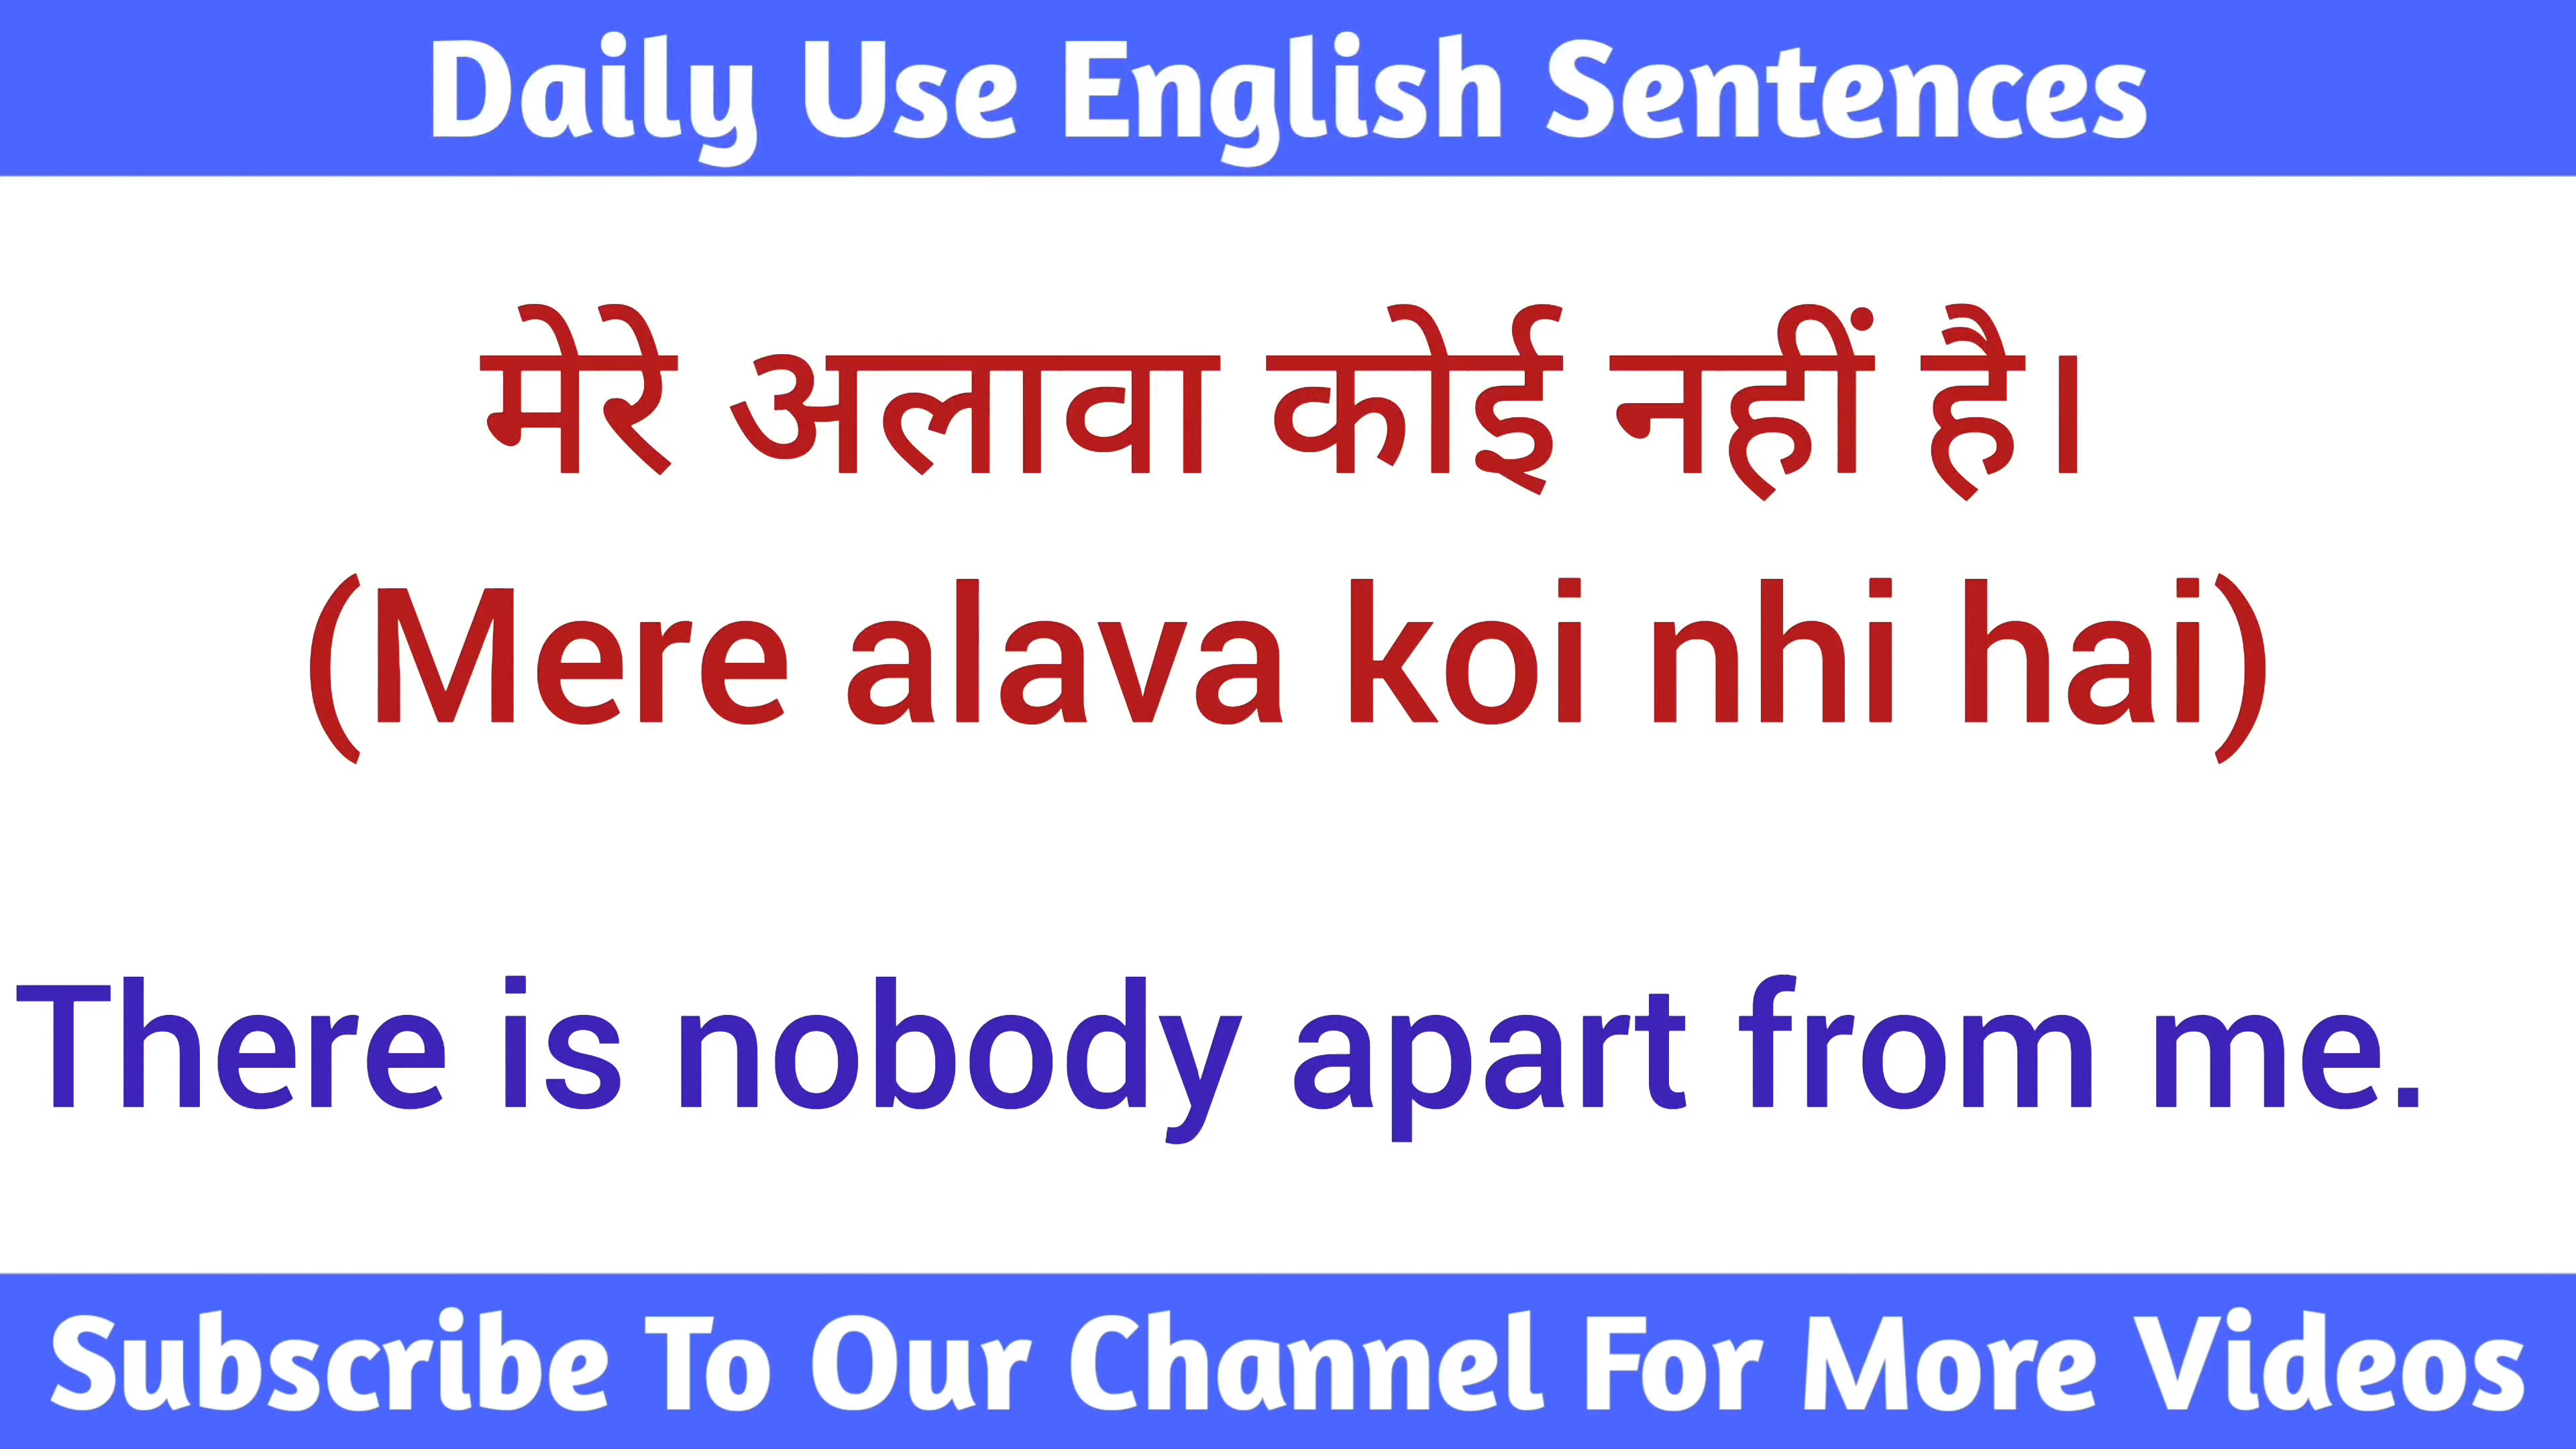 Daily Use English Sentences
मेरे अलावा कोई नहीं है।
(Mere alava koi nhi hai)
There is nobody apart from me.
Subscribe To Our Channel For More Videos